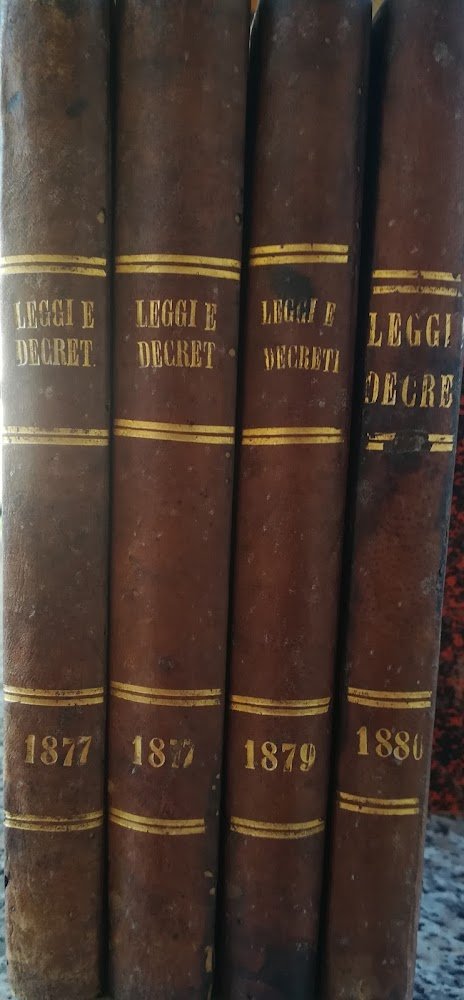 LEGGI E
DECRET.
1877
LEGGI E
DECRET
1877
LEGGI E
DECRETI
1879
LEGGI
DECRE
1880